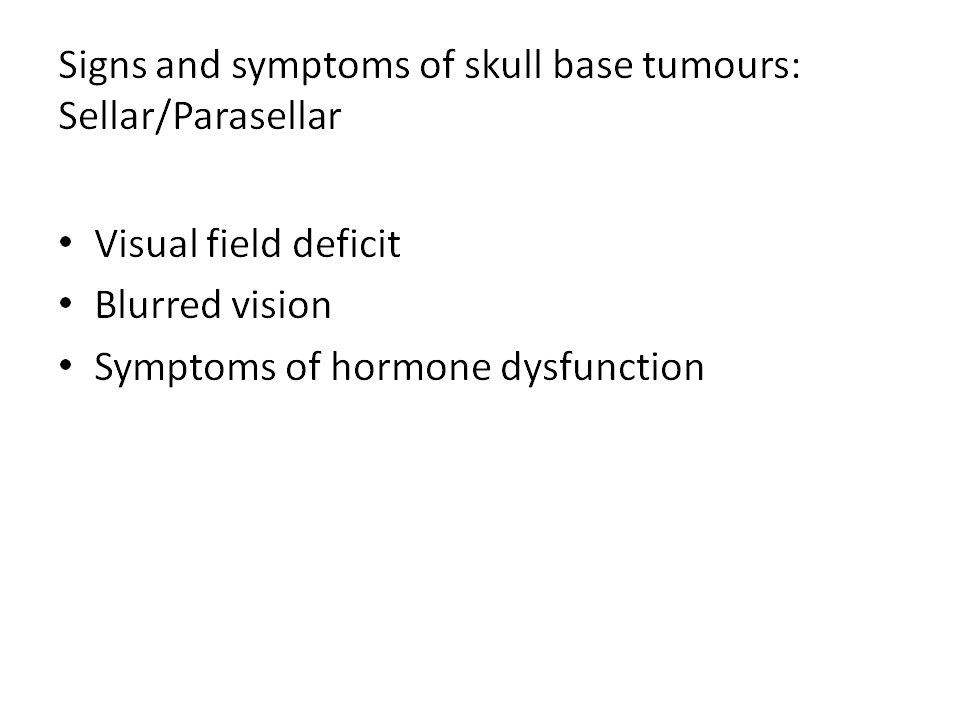 Signs and symptoms of skull base tumours:
Sellar/Parasellar
• Visual field deficit
• Blurred vision
• Symptoms of hormone dysfunction